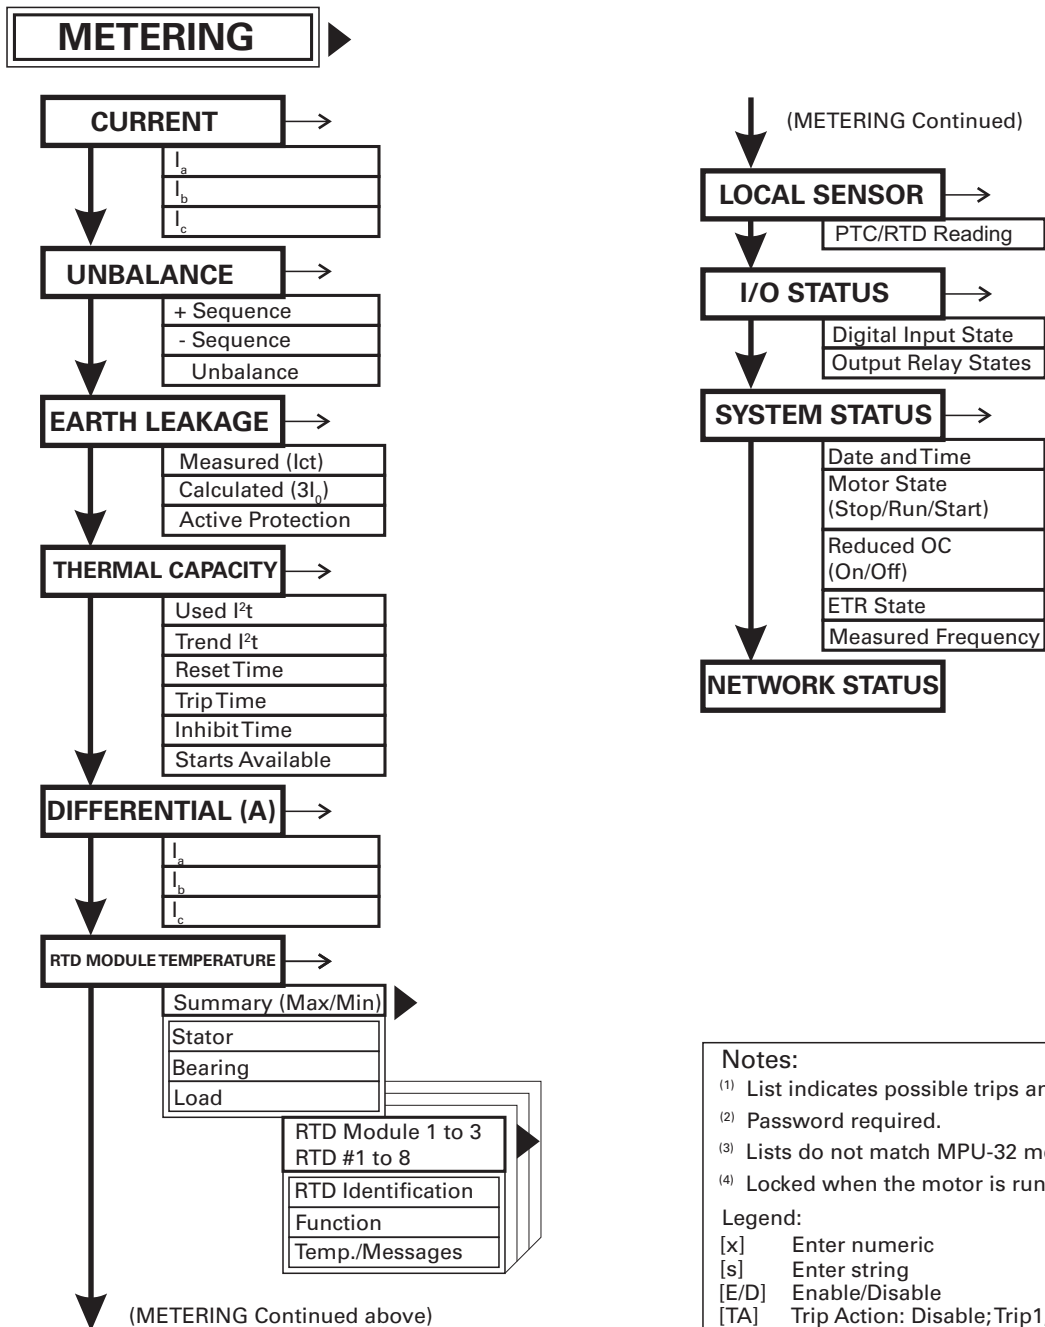 METERING
CURRENT
Ia
Ib
Ic
UNBALANCE
+ Sequence
- Sequence
Unbalance
EARTH LEAKAGE
Measured (Ict)
Calculated (3I0)
Active Protection
THERMAL CAPACITY
Used I²t
Trend I²t
Reset Time
Trip Time
Inhibit Time
Starts Available
DIFFERENTIAL (A)
Ia
Ib
Ic
RTD MODULE TEMPERATURE
Summary (Max/Min)
Stator
Bearing
Load
RTD Module 1 to 3
RTD #1 to 8
RTD Identification
Function
Temp./Messages
(METERING Continued above)
(METERING Continued)
LOCAL SENSOR
PTC/RTD Reading
I/O STATUS
Digital Input State
Output Relay States
SYSTEM STATUS
Date and Time
Motor State
(Stop/Run/Start)
Reduced OC
(On/Off)
ETR State
Measured Frequency
NETWORK STATUS
Notes:
(1) List indicates possible trips
(2) Password required.
(3) Lists do not match MPU-32
(4) Locked when the motor is
Legend:
[x] Enter numeric
[s] Enter string
[E/D] Enable/Disable
[TA] Trip Action: Disable; Trip1